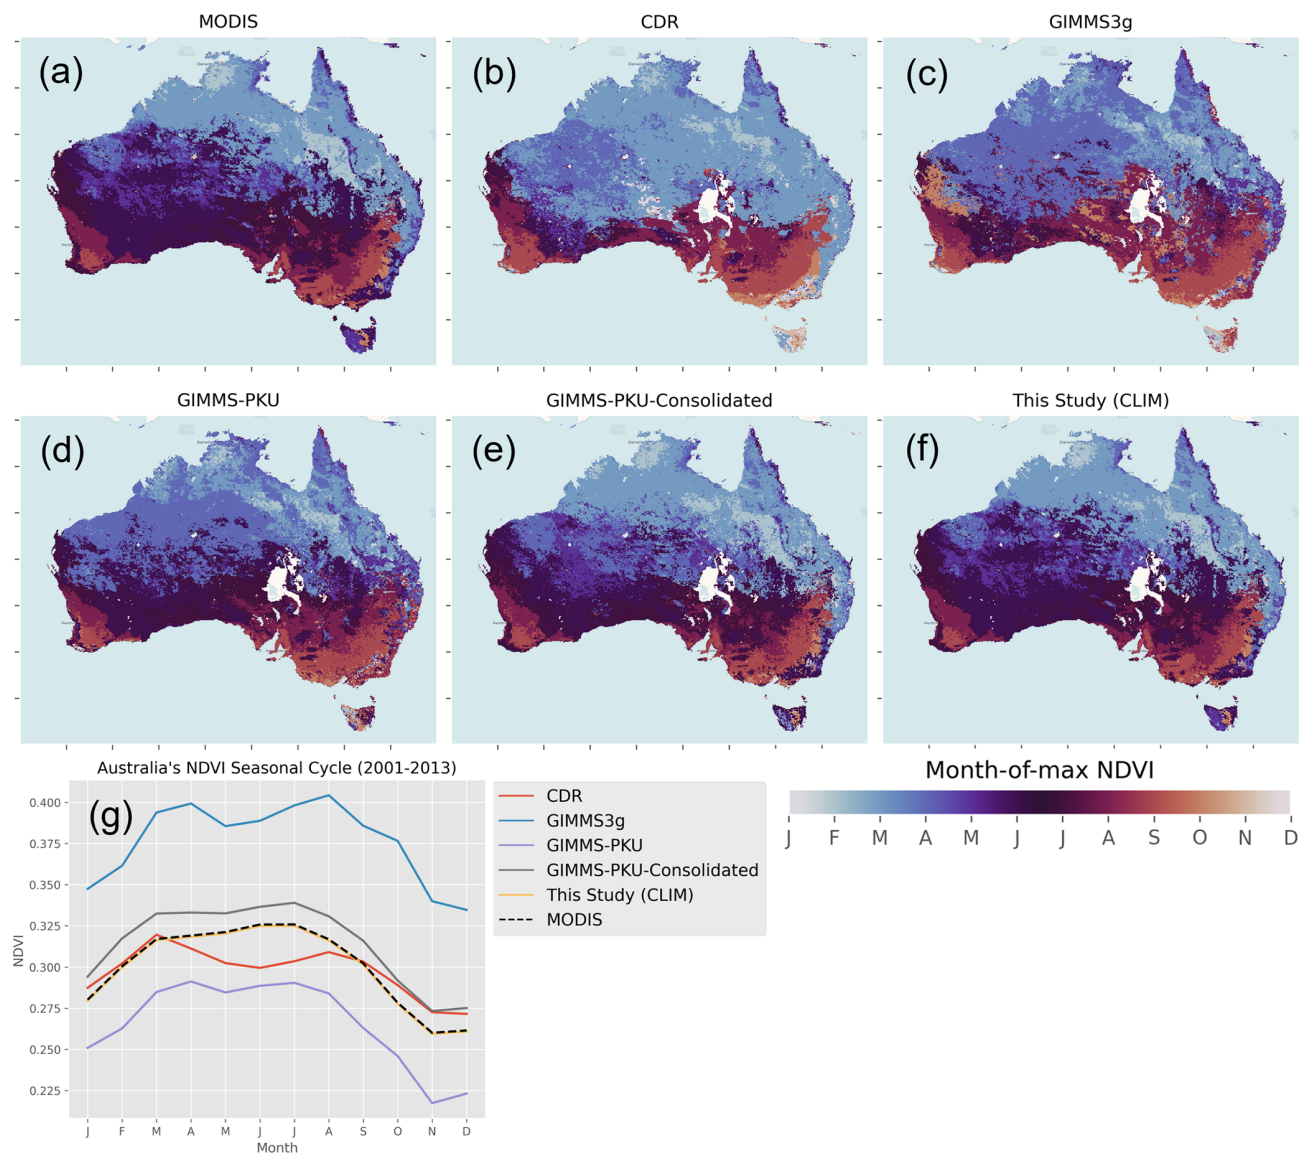 MODIS
CDR
GIMMS3g
(a)
(b)
(c)
GIMMS-PKU
GIMMS-PKU-Consolidated
This Study (CLIM)
(d)
(e)
(f)
Australia's NDVI Seasonal Cycle (2001-2013)
(g)
0.400
0.375
0.350
0.325
0.300
0.275
0.250
0.225
NDVI
J F M A M J J A S O N D
Month
CDR
GIMMS3g
GIMMS-PKU
GIMMS-PKU-Consolidated
This Study (CLIM)
MODIS
Month-of-max NDVI
J F M A M J J A S O N D